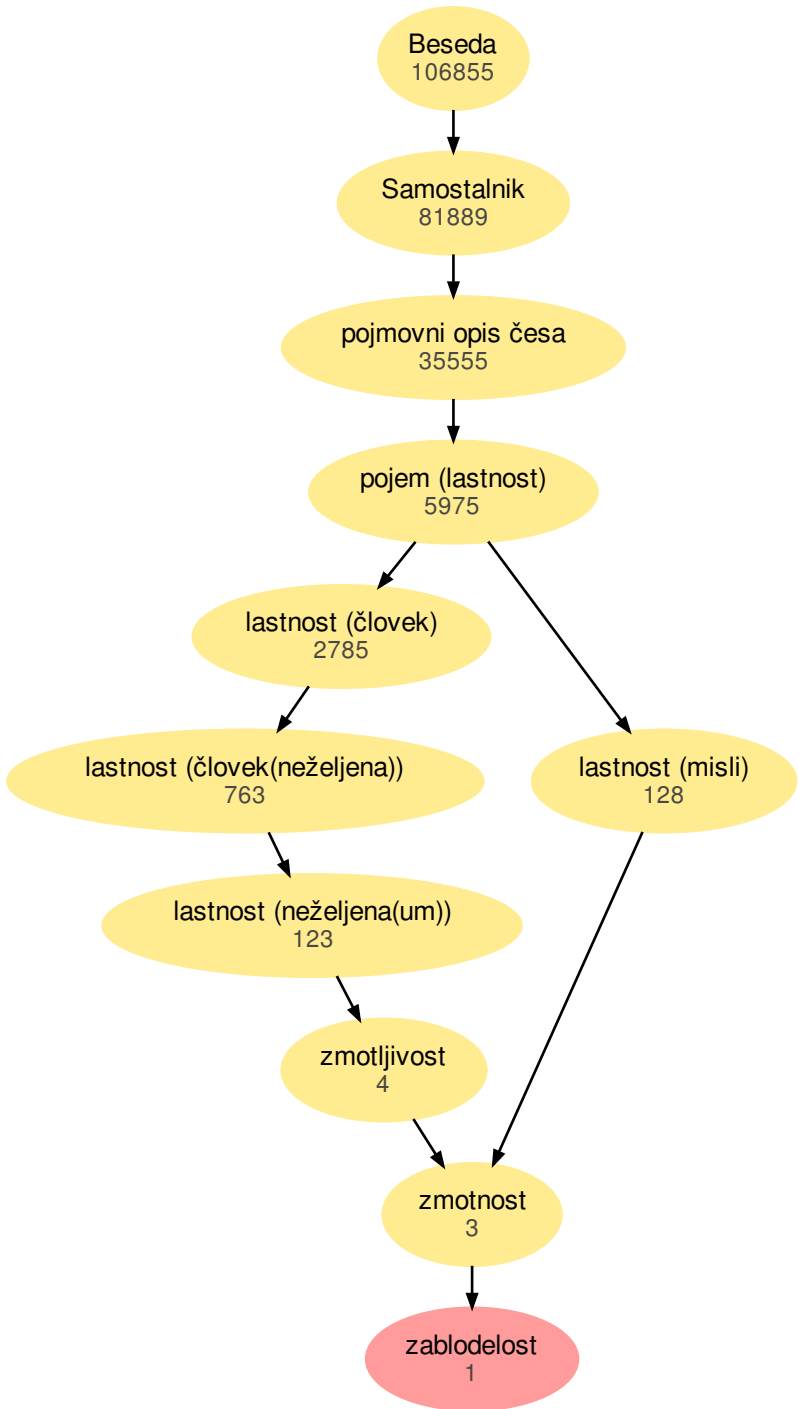 Beseda
106855
Samostalnik
81889
pojmovni opis česa
35555
pojem (lastnost)
5975
lastnost (človek)
2785
lastnost (človek(neželjena))
763
lastnost (misli)
128
lastnost (neželjena(um))
123
zmotljivost
4
zmotnost
3
zablodelost
1